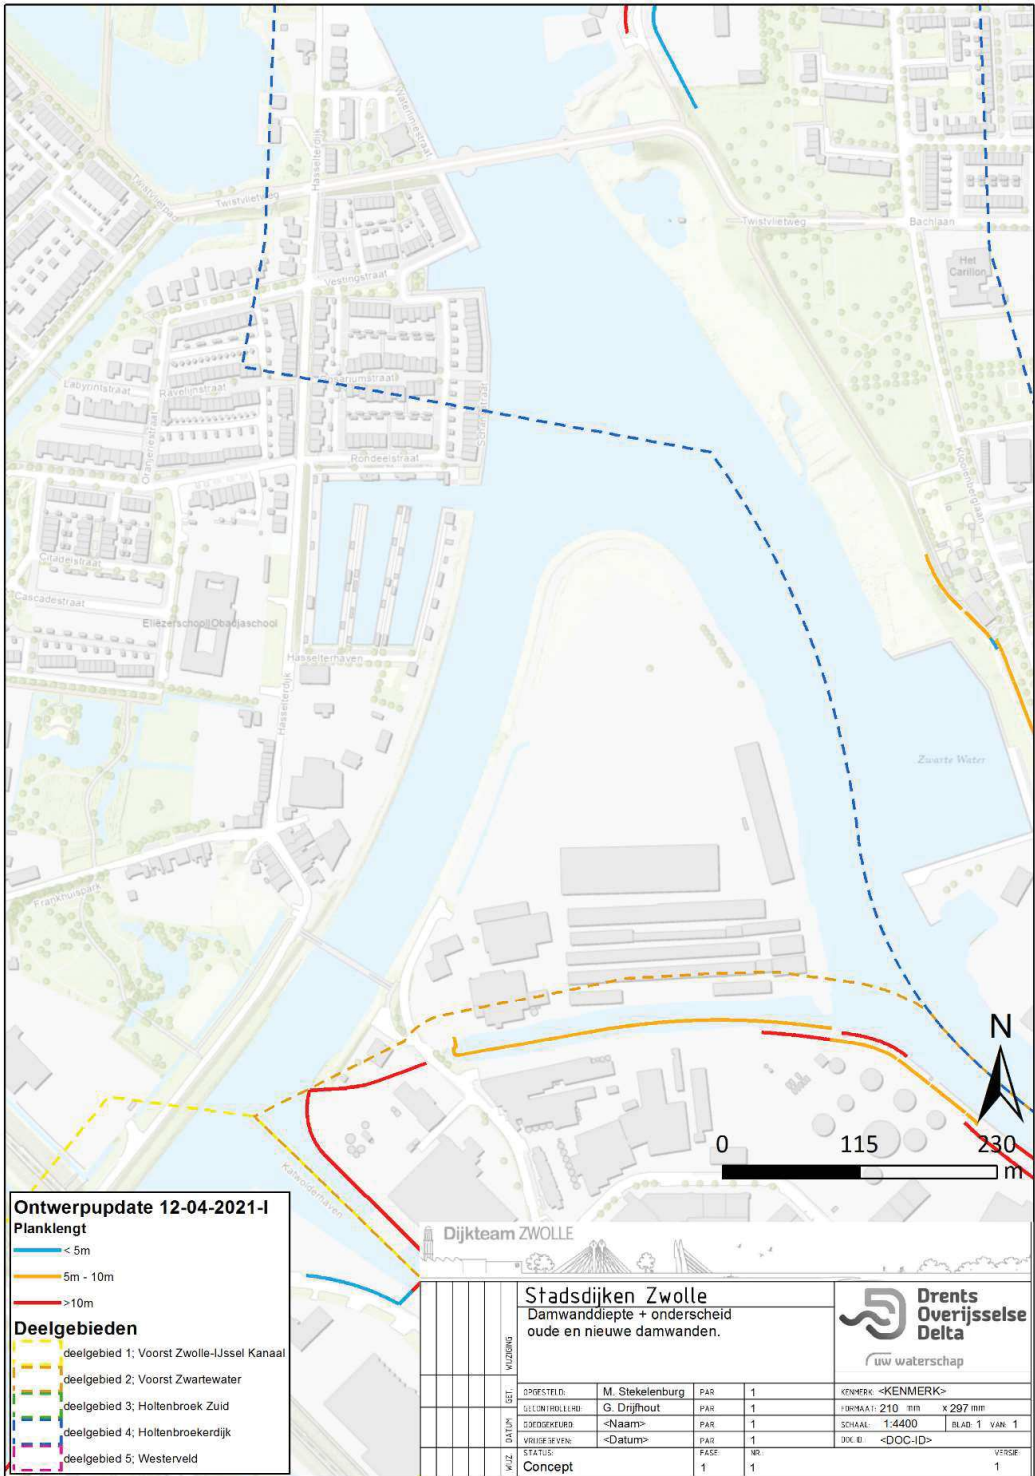 Waterliniestraat
Hasselterdijk
Twistvlietpad
Twistvlietweg
Twistvlietweg
Bachlaan
Het
Carillon
Vestingstraat
Labyrintstraat
Ravelijnstraat
Oranjeriestraat
Rondeelstraat
Klooienberglaan
Citadelstraat
Cascadestraat
Eliëzerschool|Obadjaschool
Hasselterhaven
Hasselterdijk
Zwarte Water
Frankhuispark
Katwolderhaven
N
0 115 230
m
Ontwerpupdate 12-04-2021-I
Planklengt
< 5m
5m - 10m
>10m
Deelgebieden
deelgebied 1; Voorst Zwolle-IJssel Kanaal
deelgebied 2; Voorst Zwartewater
deelgebied 3; Holtenbroek Zuid
deelgebied 4; Holtenbroekerdijk
deelgebied 5; Westerveld
Dijkteam ZWOLLE
Stadsdijken Zwolle
Damwanddiepte + onderscheid
oude en nieuwe damwanden.
Drents
Overijsselse
Delta
uw waterschap
WIJZIGING
GET.
DATUM
WIJZ
OPGESTELD: M. Stekelenburg PAR 1
GECONTROLEERD: G. Drijfhout PAR 1
GOEDGEKEURD: <Naam> PAR 1
VRIJGEGEVEN: <Datum> PAR 1
KENMERK: <KENMERK>
FORMAAT: 210 mm x 297 mm
SCHAAL: 1:4400 BLAD: 1 VAN: 1
DOC ID: <DOC-ID>
STATUS: FASE: NR.: VERSIE:
Concept 1 1 1